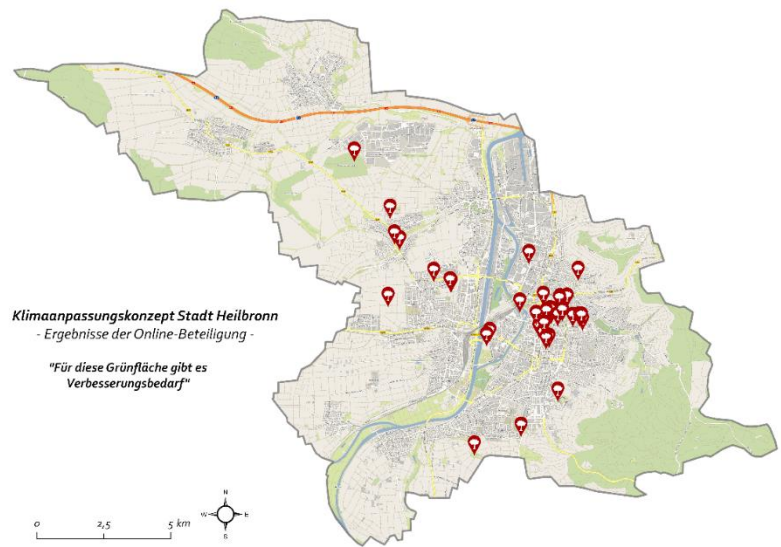 Klimaanpassungskonzept Stadt Heilbronn
- Ergebnisse der Online-Beteiligung -
"Für diese Grünfläche gibt es
Verbesserungsbedarf"
N
W
E
S
0
2,5
5 km